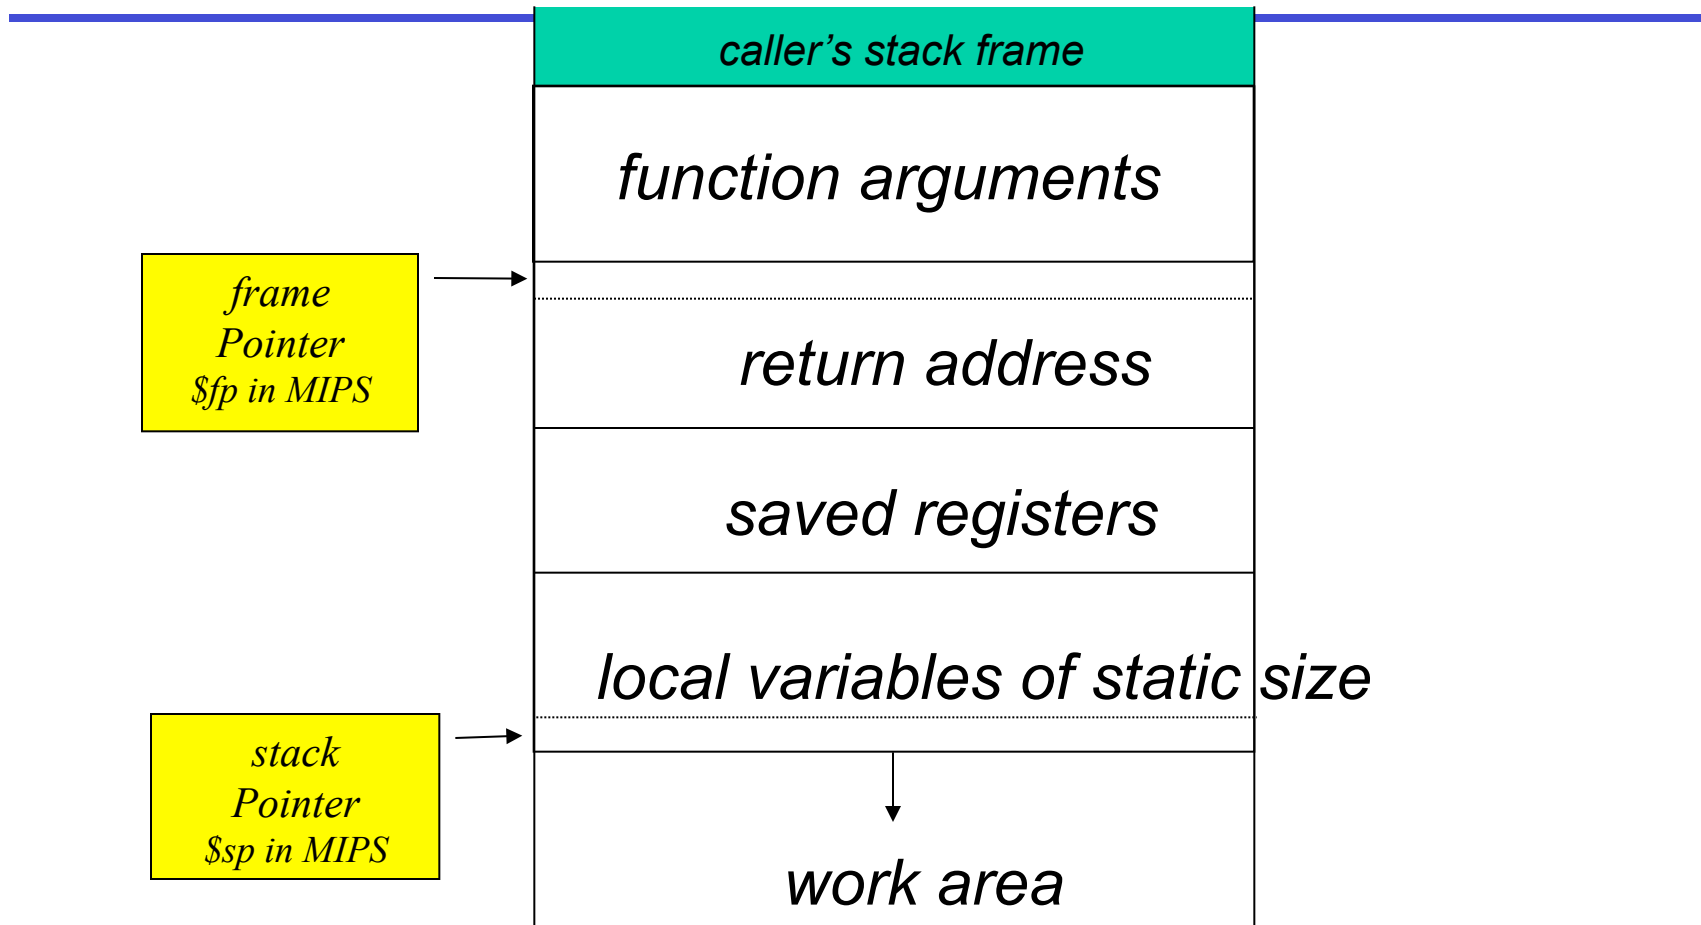 caller’s stack frame
function arguments
frame
Pointer
$fp in MIPS
return address
saved registers
local variables of static size
stack
Pointer
$sp in MIPS
work area